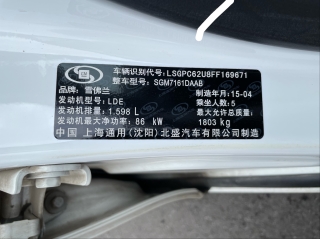 车辆识别代号: LSGPC62U8FF169671
整车型号: SGM7161DAAB
品牌: 雪佛兰
制造年月: 15-04
发动机型号: LDE
乘坐人数: 5
发动机排量: 1.598 L
最大允许总质量:
发动机最大净功率: 86 kW
1803 kg
中国 上海通用(沈阳)北盛汽车有限公司制造